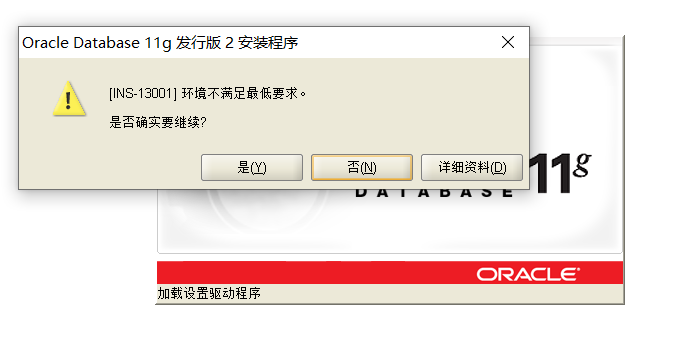 Oracle Database 11g 发行版 2 安装程序
[INS-13001] 环境不满足最低要求。
是否确实要继续?
是(Y) 否(N) 详细资料(D)
DATABASE 11g
ORACLE
加载设置驱动程序